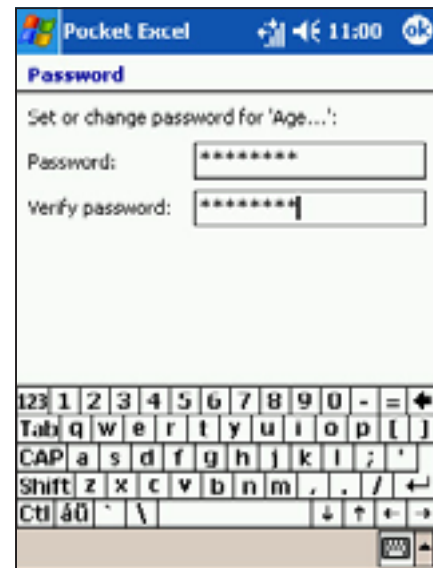 Pocket Excel 11:00 ok
Password
Set or change password for 'Age...':
Password: ********
Verify password: ********
123 1 2 3 4 5 6 7 8 9 0 - =
Tab q w e r t y u i o p [ ]
CAP a s d f g h j k l ; '
Shift z x c v b n m , . /
Ctl áü ` \